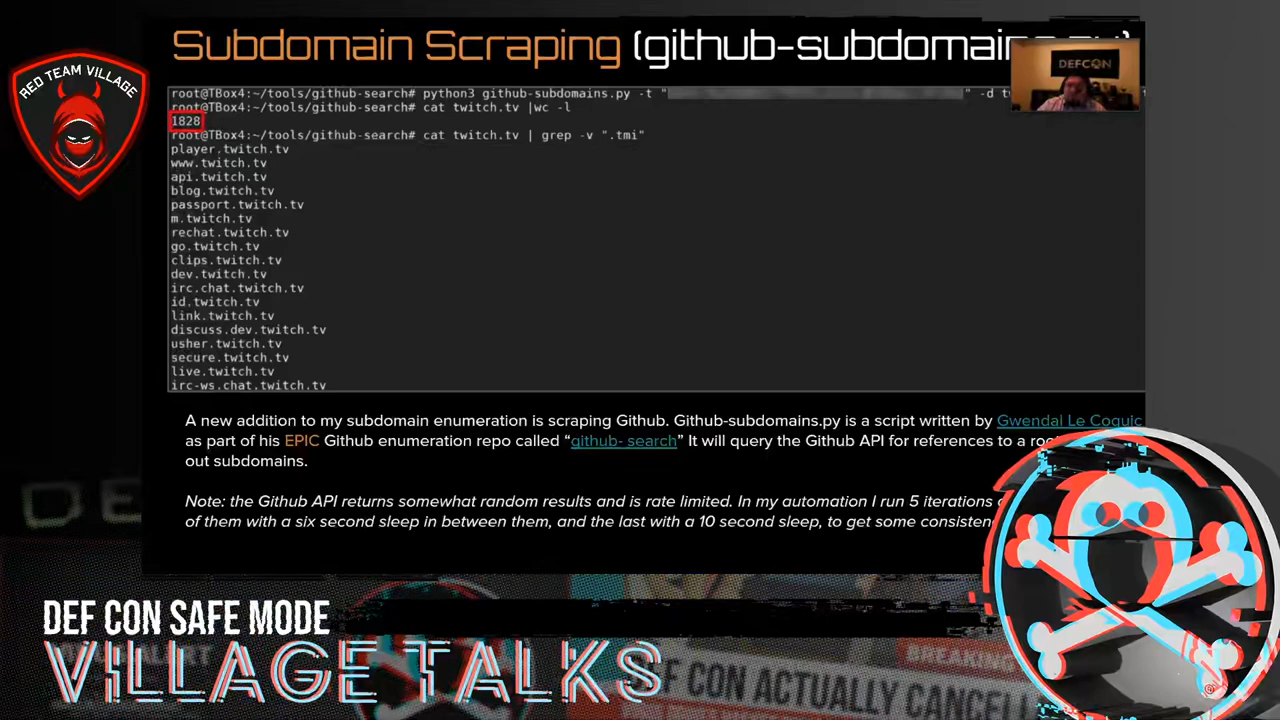 Subdomain Scraping (github-subdomains.py)
RED TEAM VILLAGE
DEFCON
root@TBox4:~/tools/github-search# python3 github-subdomains.py -t " " -d
root@TBox4:~/tools/github-search# cat twitch.tv |wc -l
1828
root@TBox4:~/tools/github-search# cat twitch.tv | grep -v ".tmi"
player.twitch.tv
www.twitch.tv
api.twitch.tv
blog.twitch.tv
passport.twitch.tv
m.twitch.tv
rechat.twitch.tv
go.twitch.tv
clips.twitch.tv
dev.twitch.tv
irc.chat.twitch.tv
id.twitch.tv
link.twitch.tv
discuss.dev.twitch.tv
usher.twitch.tv
secure.twitch.tv
live.twitch.tv
irc-ws.chat.twitch.tv
A new addition to my subdomain enumeration is scraping Github. Github-subdomains.py is a script written by Gwendal Le Coguic
as part of his EPIC Github enumeration repo called “github- search” It will query the Github API for references to a
out subdomains.
Note: the Github API returns somewhat random results and is rate limited. In my automation I run 5 iterations
of them with a six second sleep in between them, and the last with a 10 second sleep, to get some
DEF CON SAFE MODE
VILLAGE TALKS
DEF CON ACTUALLY